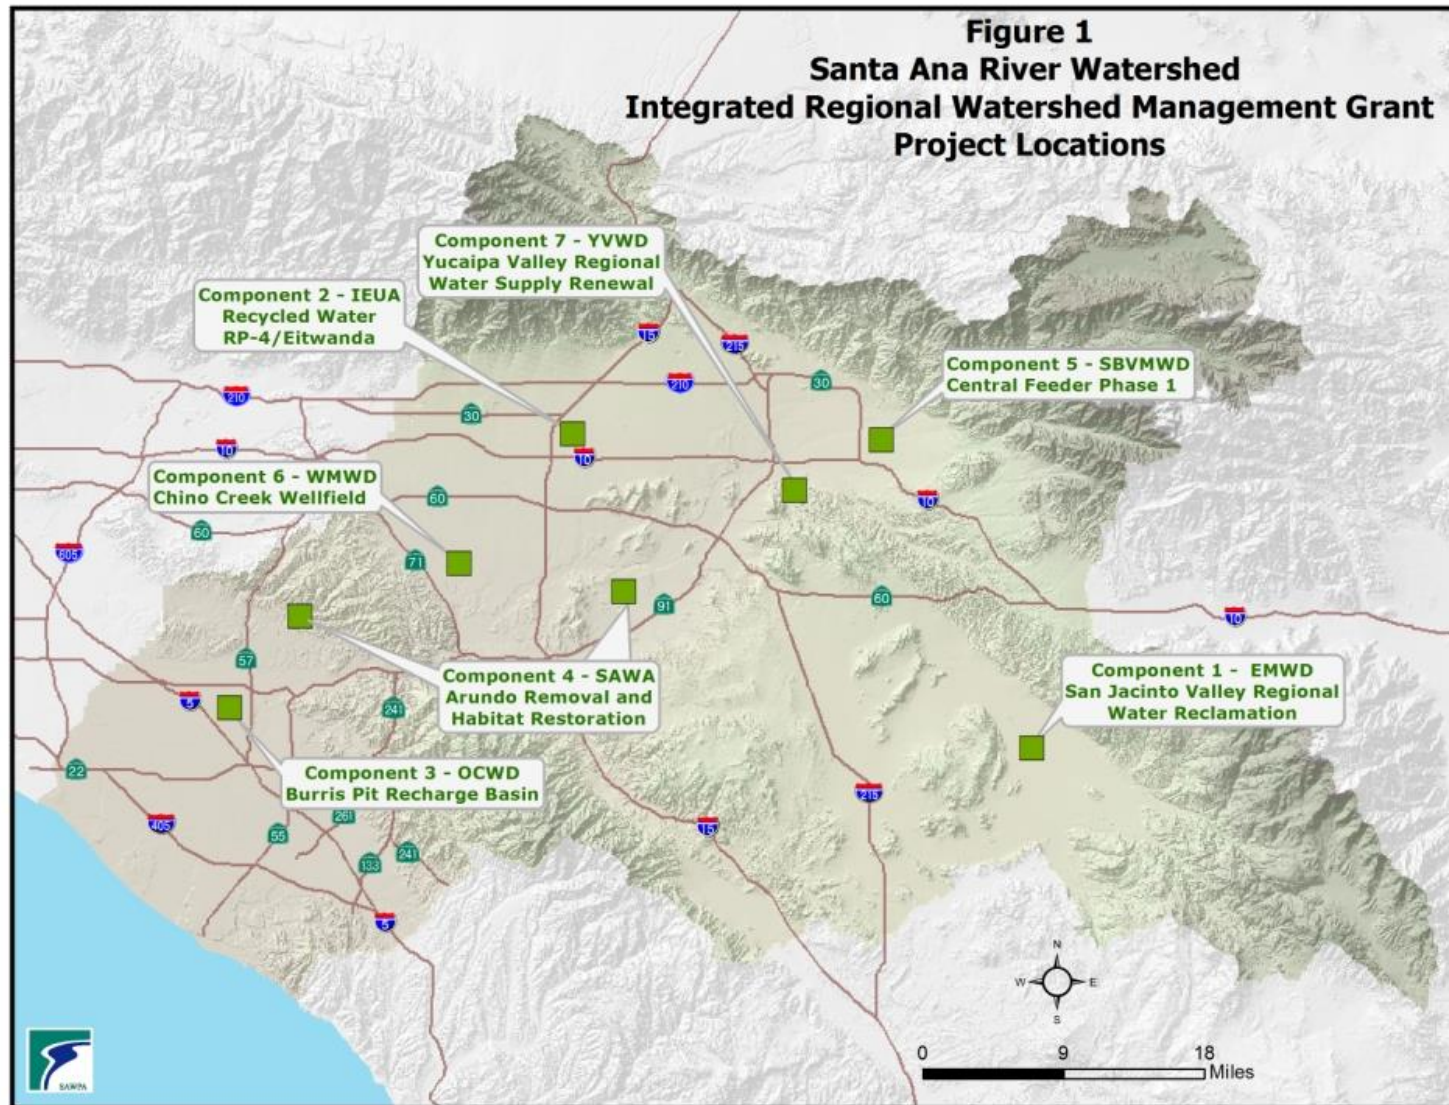 Figure 1
Santa Ana River Watershed
Integrated Regional Watershed Management Grant
Project Locations
Component 7 - YVWD
Yucaipa Valley Regional
Water Supply Renewal
Component 2 - IEUA
Recycled Water
RP-4/Eitwanda
15
215
Component 5 - SBVMWD
Central Feeder Phase 1
210
30
210
30
10
10
Component 6 - WMWD
Chino Creek Wellfield
60
10
60
605
71
91
60
10
57
Component 4 - SAWA
Arundo Removal and
Habitat Restoration
Component 1 - EMWD
San Jacinto Valley Regional
Water Reclamation
5
241
22
Component 3 - OCWD
Burris Pit Recharge Basin
215
405
55
261
15
133
241
5
N
W
E
S
0
9
18
Miles
SAWPA